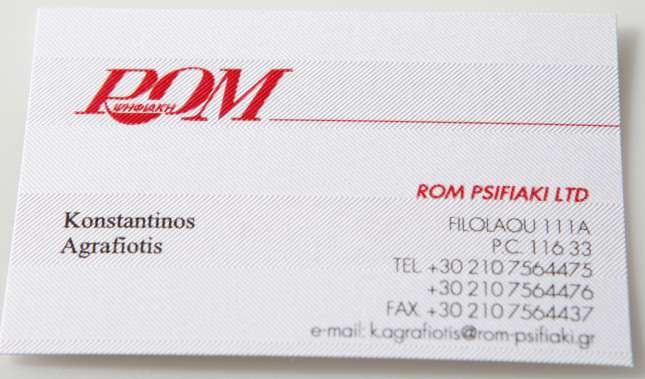 ROM
ΨΗΦΙΑΚΗ
ROM PSIFIAKI LTD
Konstantinos
Agrafiotis
FILOLAOU 111A
P.C. 116 33
TEL. +30 210 7564475
+30 210 7564476
FAX. +30 210 7564437
e-mail: k.agrafiotis@rom-psifiaki.gr